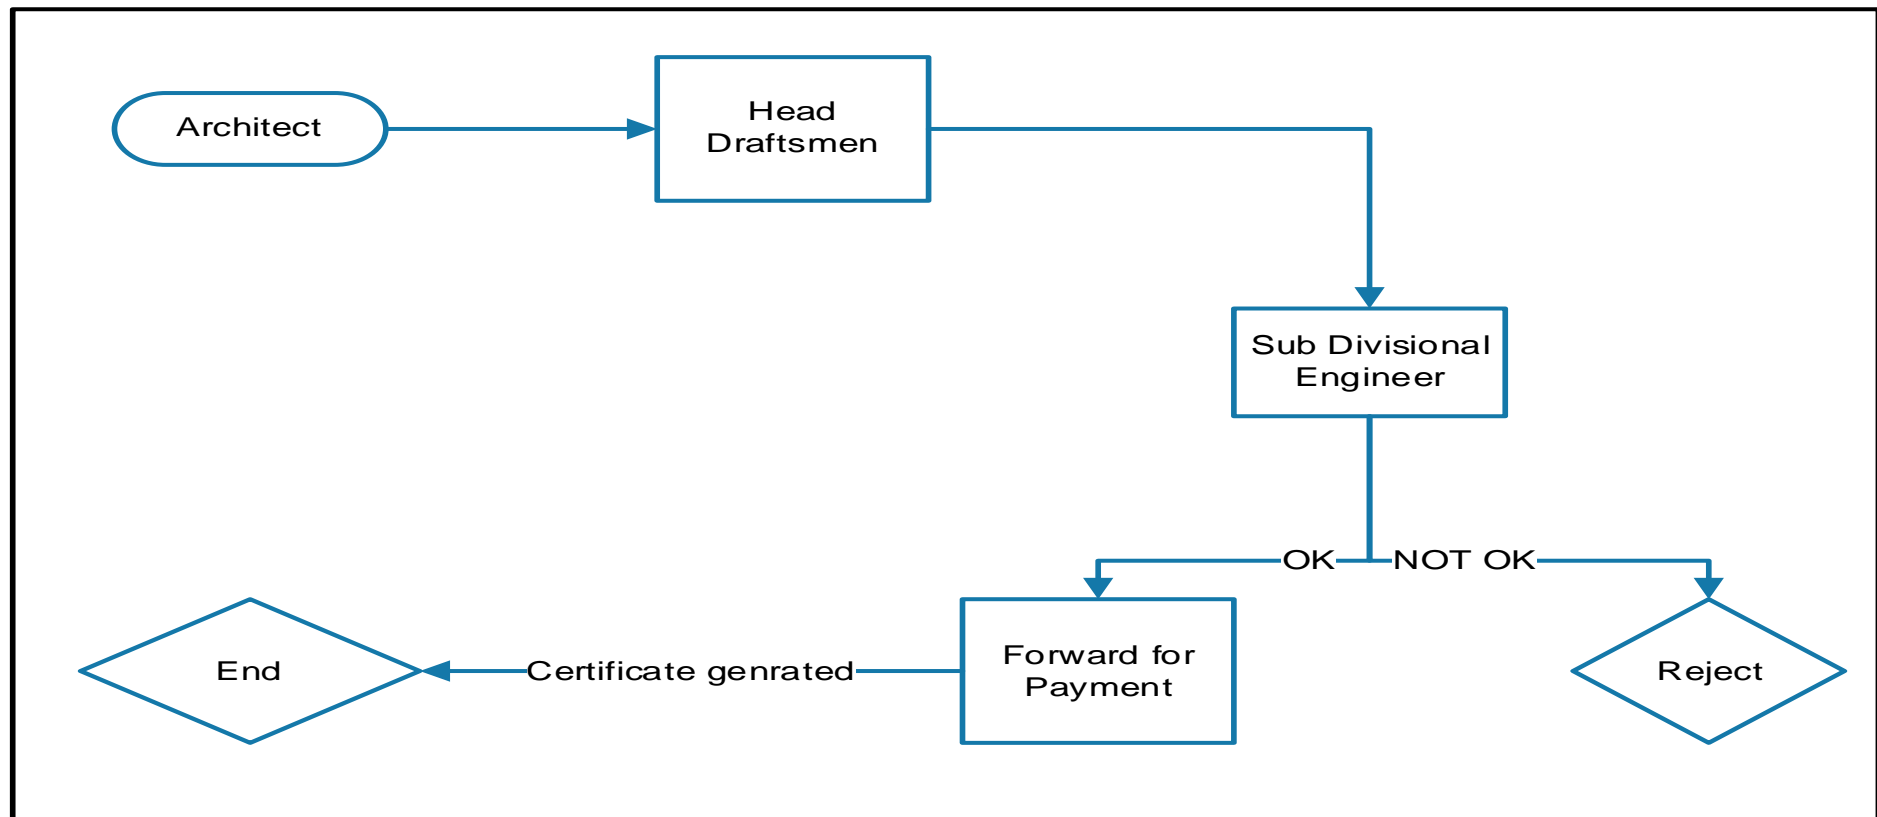 Architect
Head
Draftsmen
Sub Divisional
Engineer
OK
NOT OK
End
Certificate genrated
Forward for
Payment
Reject